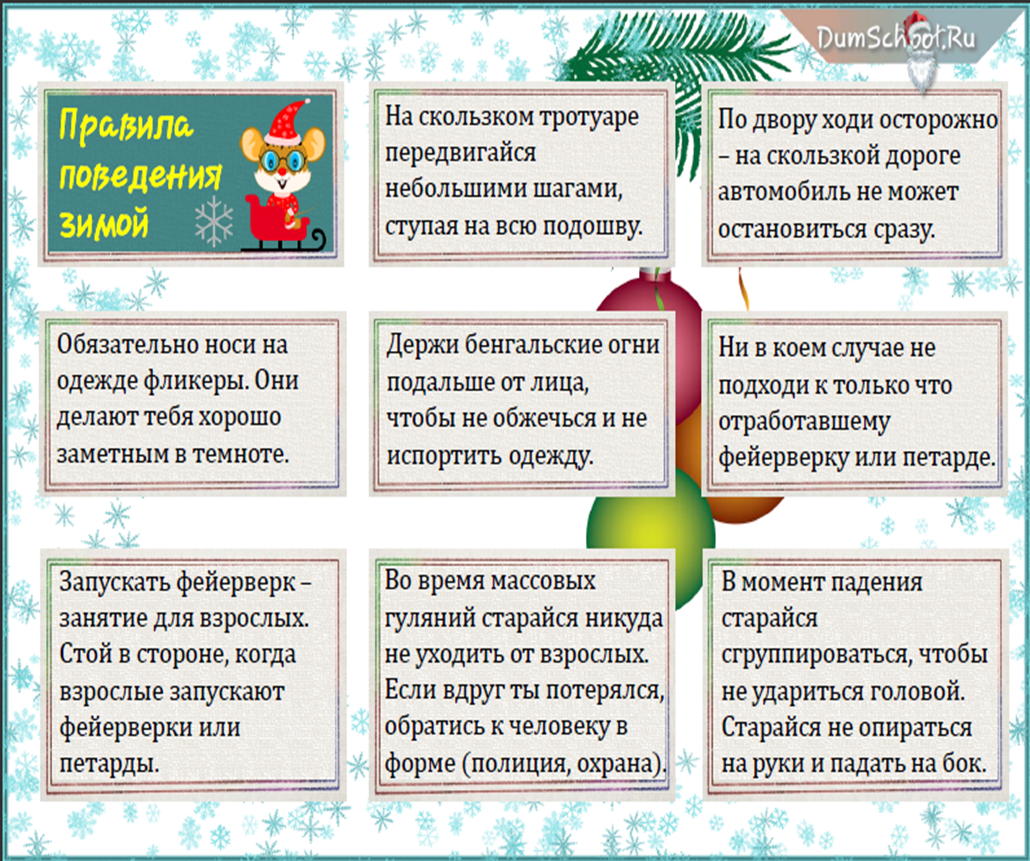 DumSchool.Ru
Правила
поведения
зимой
На скользком тротуаре
передвигайся
небольшими шагами,
ступая на всю подошву.
По двору ходи осторожно
– на скользкой дороге
автомобиль не может
остановиться сразу.
Обязательно носи на
одежде фликеры. Они
делают тебя хорошо
заметным в темноте.
Держи бенгальские огни
подальше от лица,
чтобы не обжечься и не
испортить одежду.
Ни в коем случае не
подходи к только что
отработавшему
фейерверку или петарде.
Запускать фейерверк –
занятие для взрослых.
Стой в стороне, когда
взрослые запускают
фейерверки или
петарды.
Во время массовых
гуляний старайся никуда
не уходить от взрослых.
Если вдруг ты потерялся,
обратись к человеку в
форме (полиция, охрана).
В момент падения
старайся
сгруппироваться, чтобы
не удариться головой.
Старайся не опираться
на руки и падать на бок.